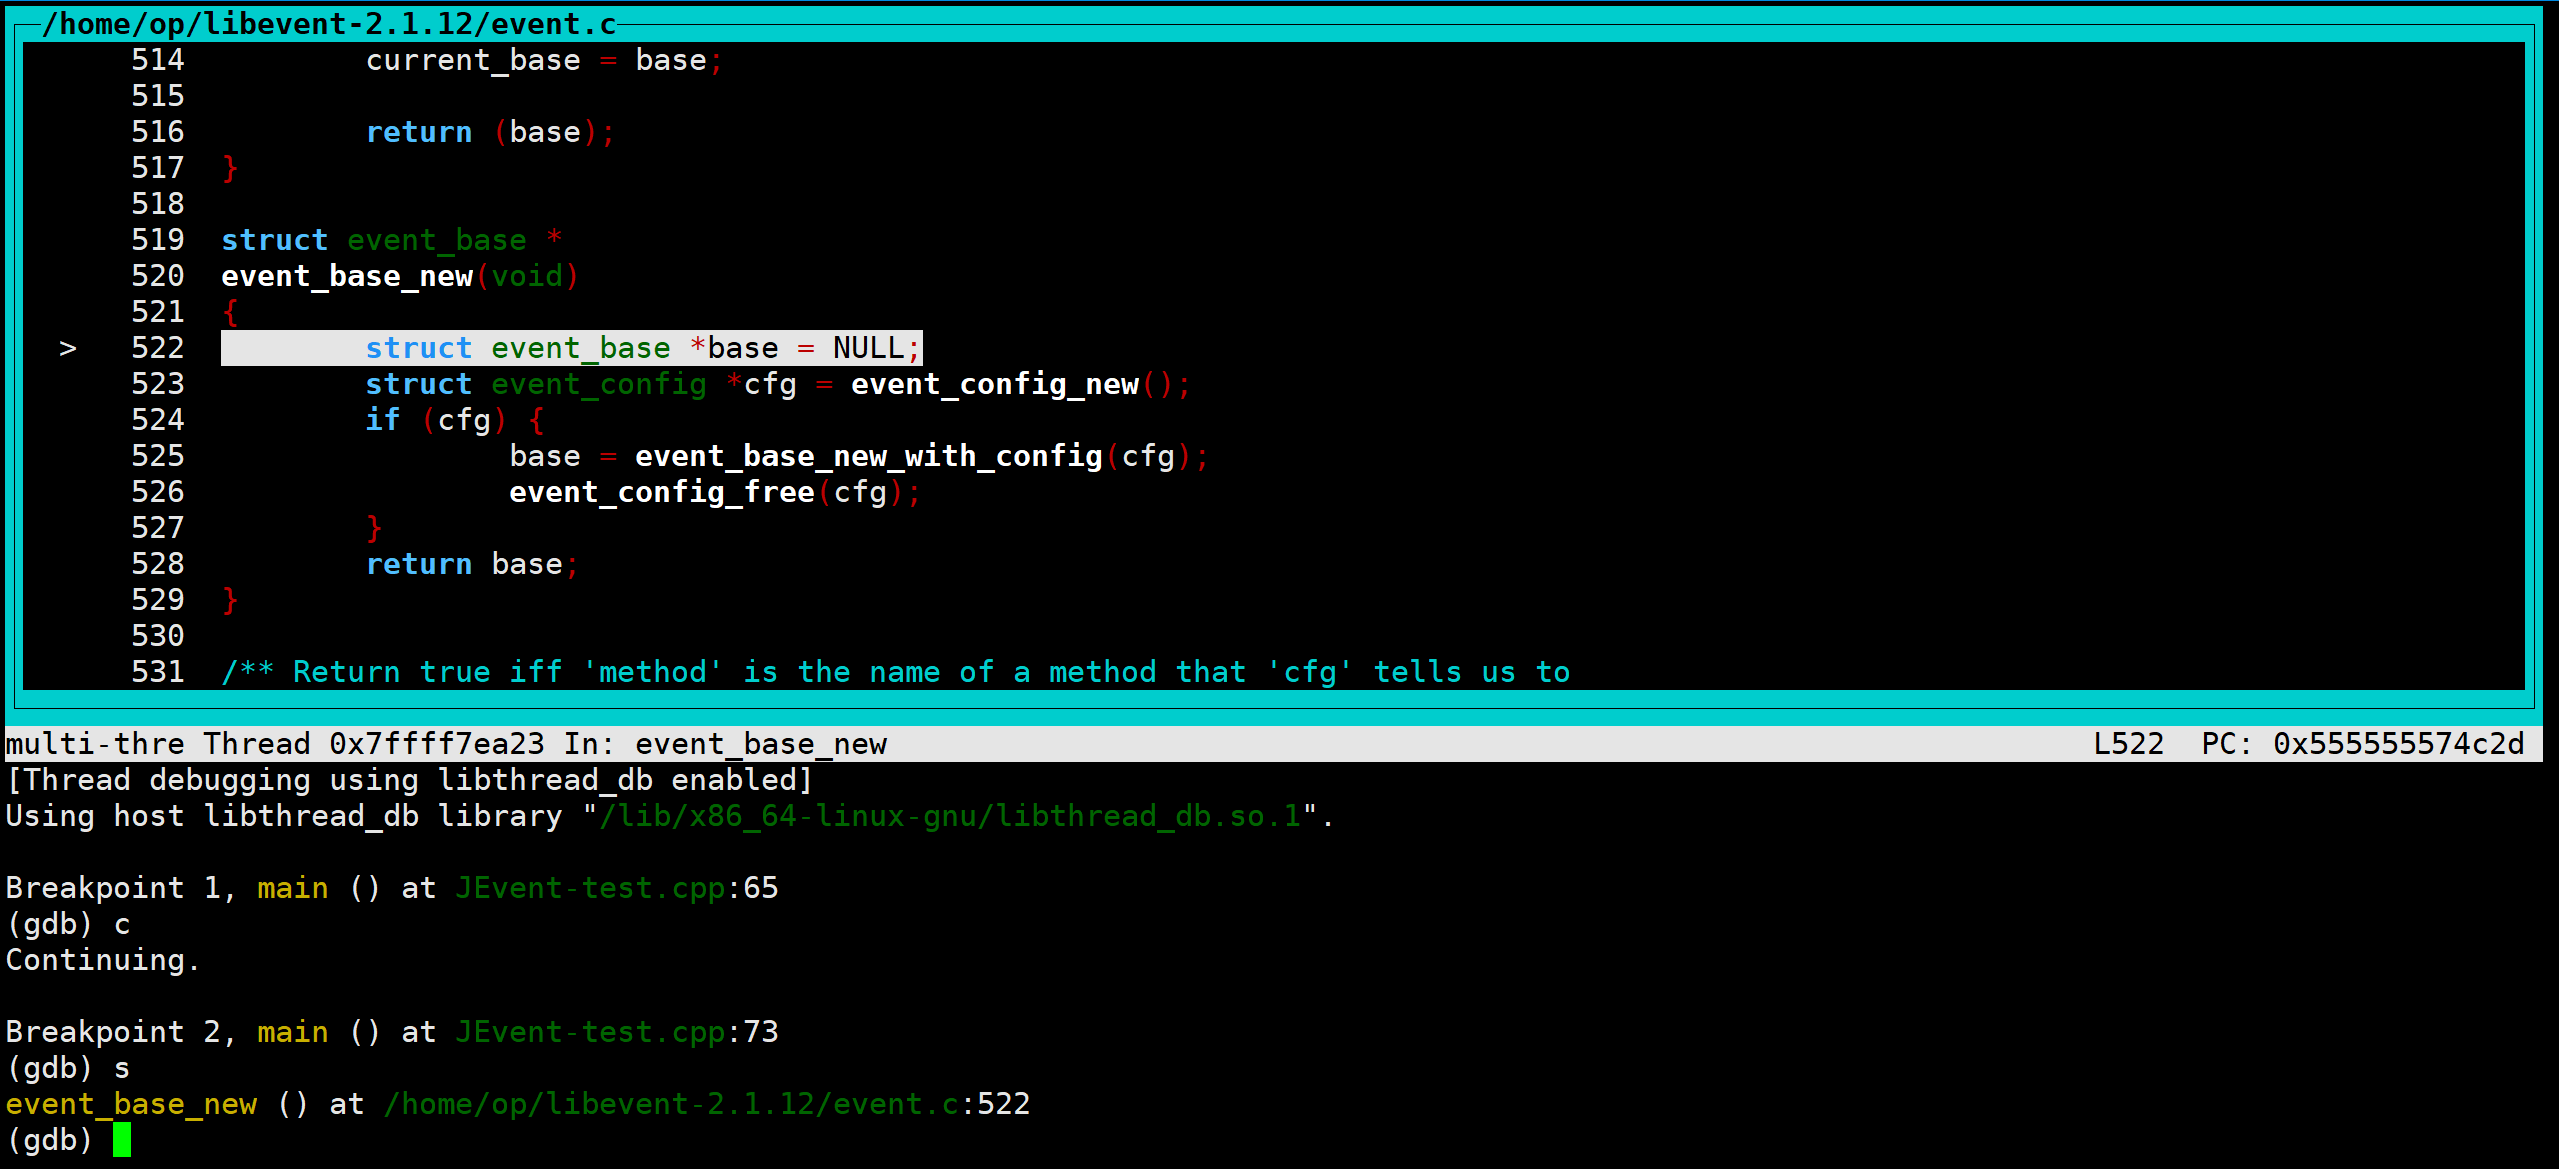 /home/op/libevent-2.1.12/event.c
514          current_base = base;
515
516          return (base);
517  }
518
519  struct event_base *
520  event_base_new(void)
521  {
>   522          struct event_base *base = NULL;
523          struct event_config *cfg = event_config_new();
524          if (cfg) {
525                  base = event_base_new_with_config(cfg);
526                  event_config_free(cfg);
527          }
528          return base;
529  }
530
531  /** Return true iff 'method' is the name of a method that 'cfg' tells us to
multi-thre Thread 0x7ffff7ea23 In: event_base_new    L522  PC: 0x555555574c2d
[Thread debugging using libthread_db enabled]
Using host libthread_db library "/lib/x86_64-linux-gnu/libthread_db.so.1".
Breakpoint 1, main () at JEvent-test.cpp:65
(gdb) c
Continuing.
Breakpoint 2, main () at JEvent-test.cpp:73
(gdb) s
event_base_new () at /home/op/libevent-2.1.12/event.c:522
(gdb)